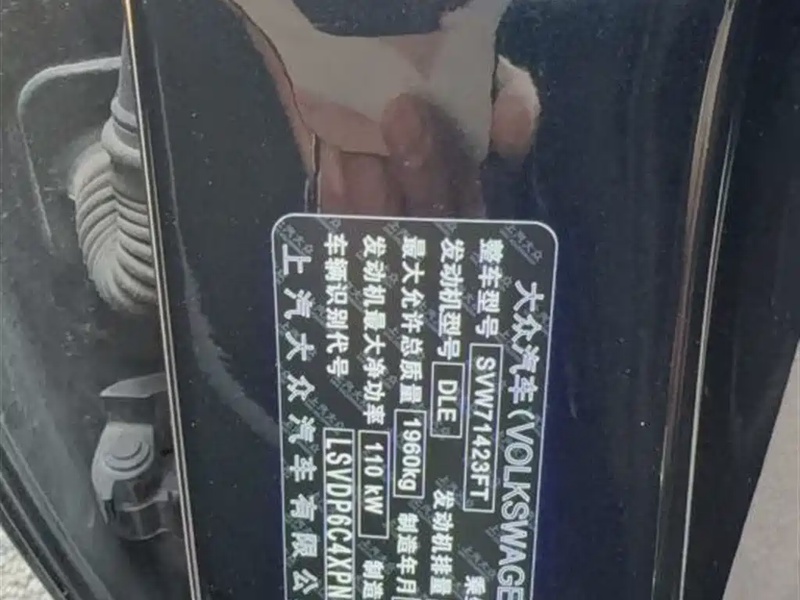 大众汽车(VOLKSWAGE
整车型号 SVW71423FT 乘
发动机型号 DLE 发动机排量
最大允许总质量 1960kg 制造年月
发动机最大净功率 110 kW 制造
车辆识别代号 LSVDP6C4XPN
上汽大众汽车有限公